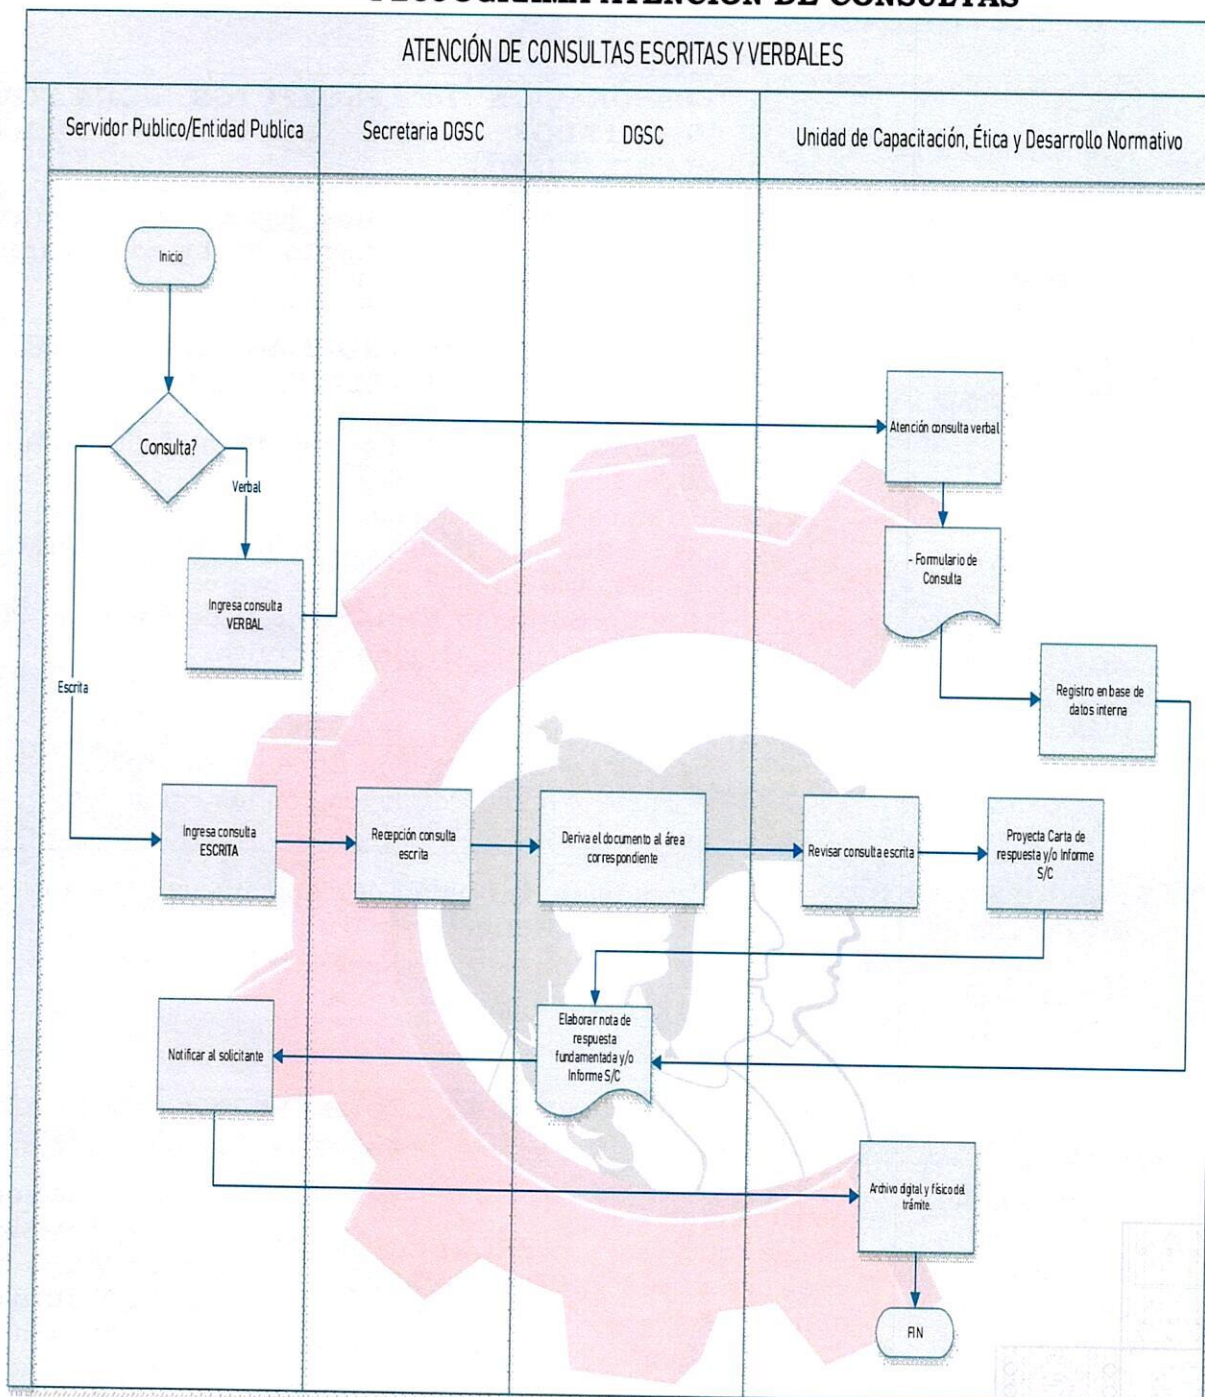 ATENCIÓN DE CONSULTAS ESCRITAS Y VERBALES
Servidor Publico/Entidad Publica
Secretaria DGSC
DGSC
Unidad de Capacitación, Ética y Desarrollo Normativo
Inicio
Consulta?
Verbal
Atención consulta verbal
- Formulario de
Consulta
Ingresa consulta
VERBAL
Escrita
Registro en base de
datos interna
Ingresa consulta
ESCRITA
Recepción consulta
escrita
Deriva el documento al área
correspondiente
Revisar consulta escrita
Proyecta Carta de
respuesta y/o Informe
S/C
Notificar al solicitante
Elaborar nota de
respuesta
fundamentada y/o
Informe S/C
Archivo digital y físico del
trámite.
FIN